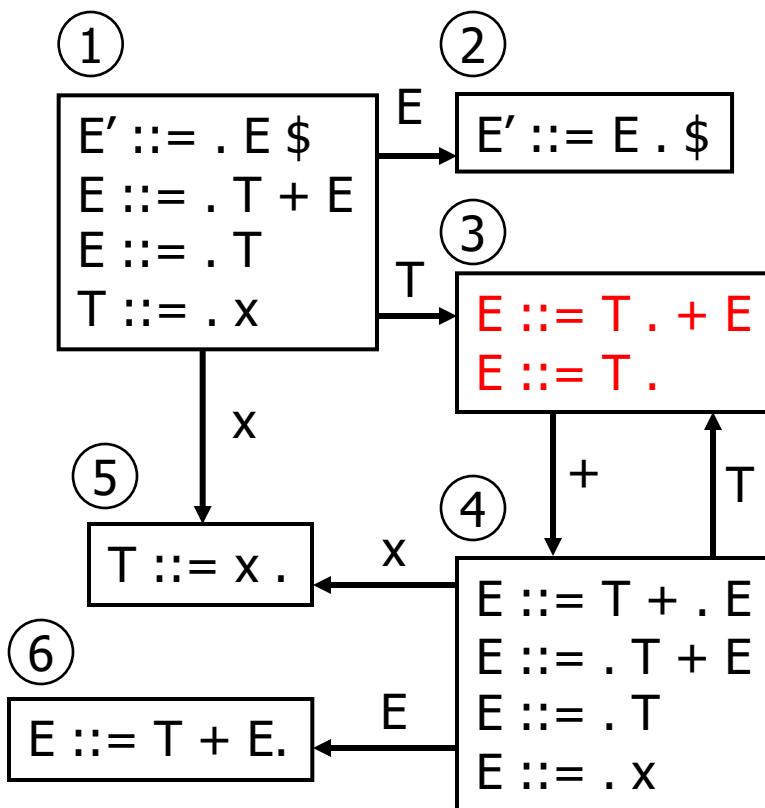 1
E' ::= . E $
E ::= . T + E
E ::= . T
T ::= . x
E
2
E' ::= E . $
T
3
E ::= T . + E
E ::= T .
x
+
T
5
T ::= x .
x
4
E ::= T + . E
E ::= . T + E
E ::= . T
E ::= . x
6
E ::= T + E.
E